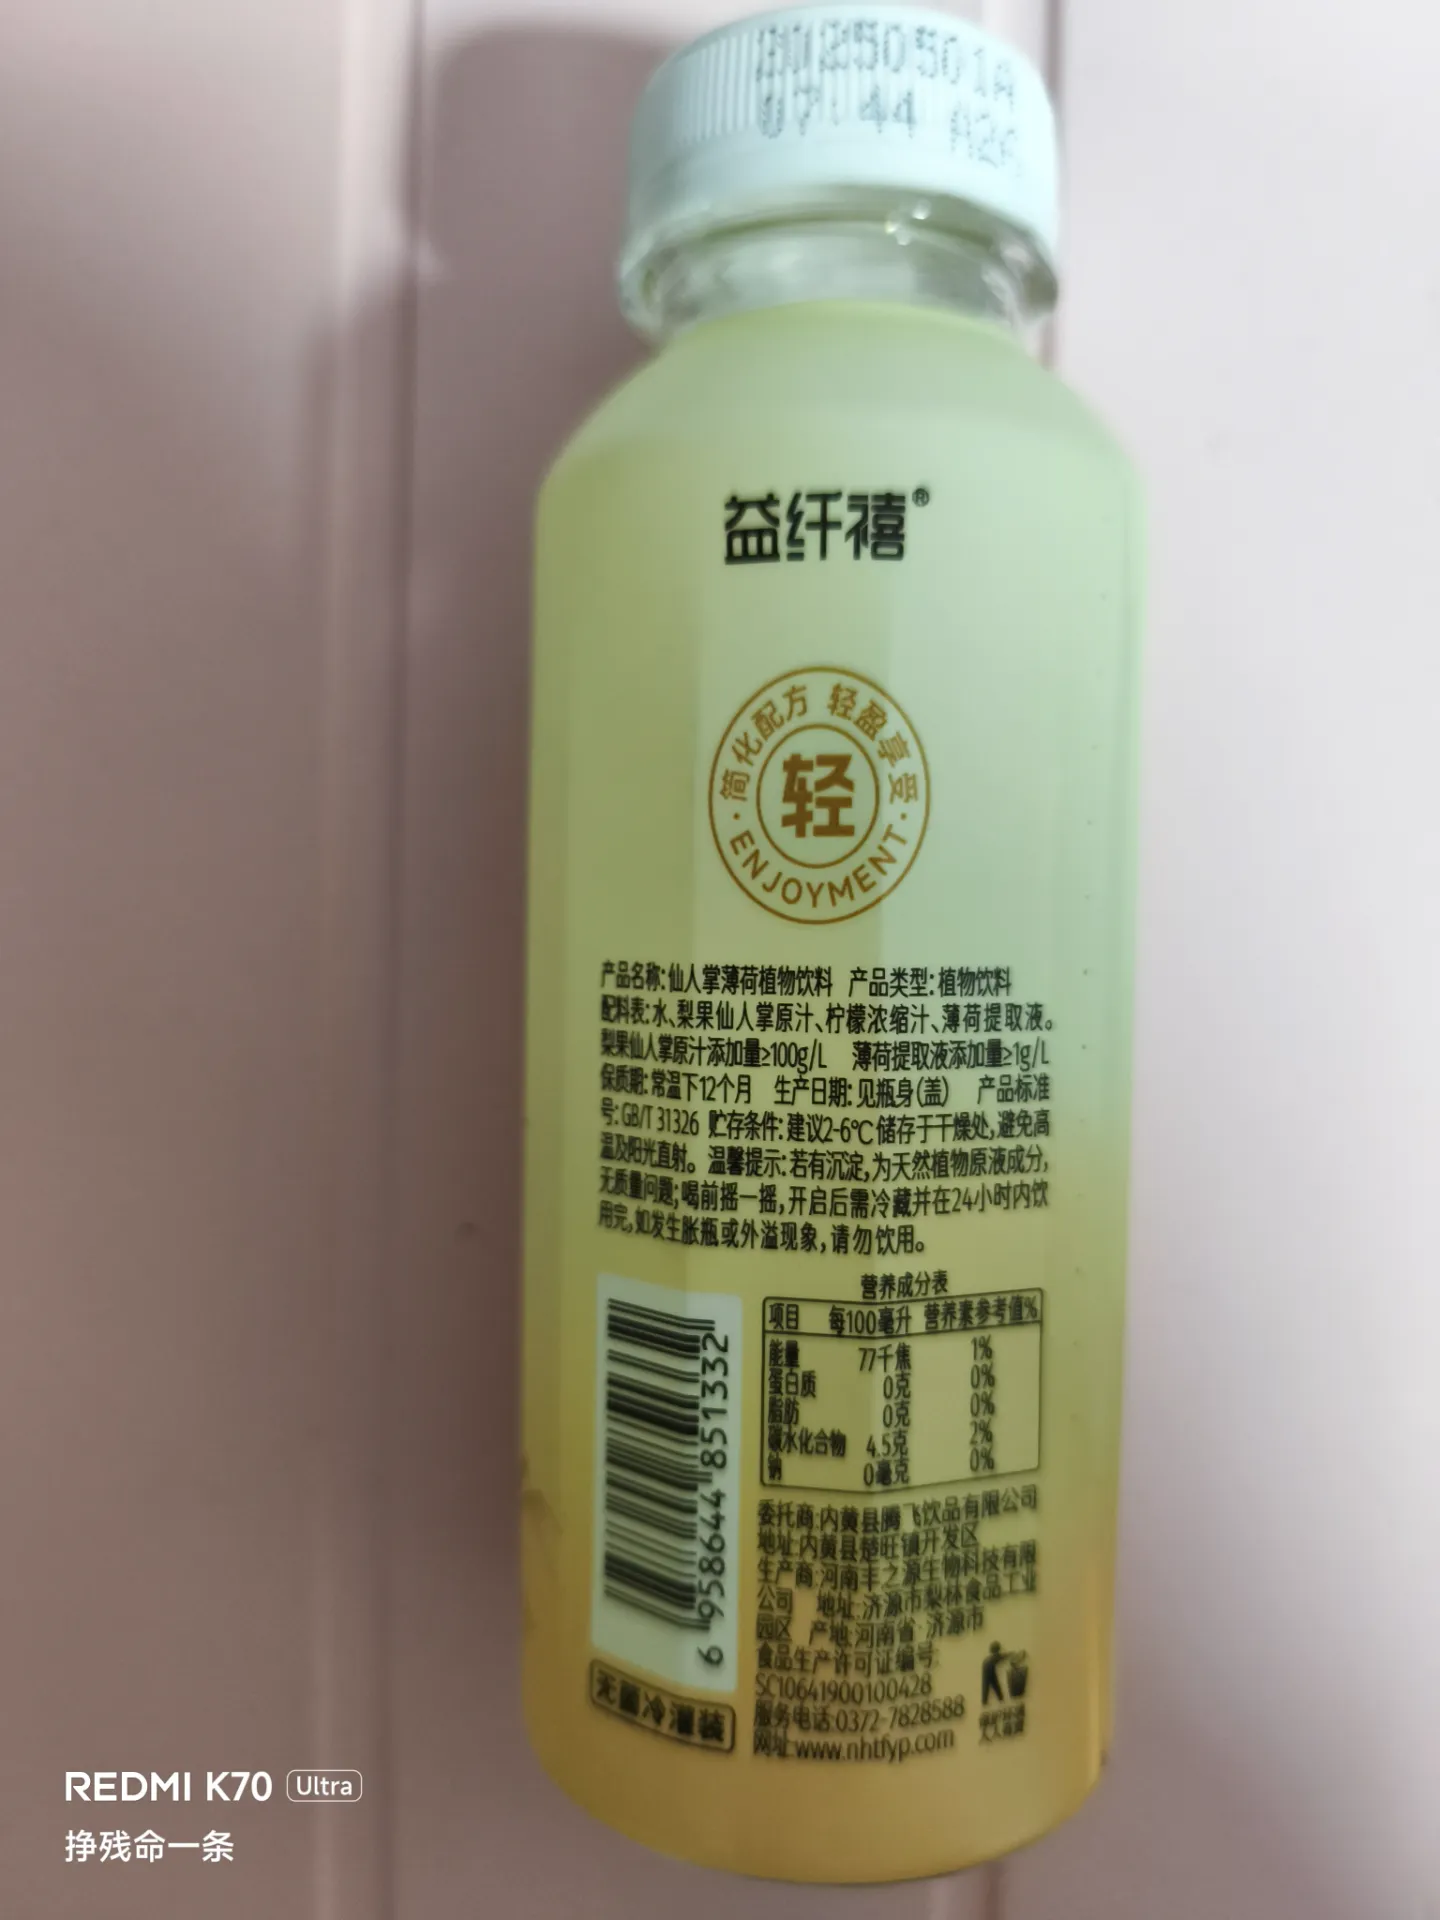 20250501A
07:44 A2A
益纤禧®
简化配方 轻盈享受
轻
ENJOYMENT
产品名称:仙人掌薄荷植物饮料 产品类型:植物饮料
配料表:水、梨果仙人掌原汁、柠檬浓缩汁、薄荷提取液。
梨果仙人掌原汁添加量≥100g/L 薄荷提取液添加量≥1g/L
保质期:常温下12个月 生产日期:见瓶身(盖) 产品标准
号:GB/T 31326 贮存条件:建议2-6℃储存于干燥处,避免高
温及阳光直射。温馨提示:若有沉淀,为天然植物原液成分,
无质量问题;喝前摇一摇,开启后需冷藏并在24小时内饮
用完,如发生胀瓶或外溢现象,请勿饮用。
营养成分表
项目 每100毫升 营养素参考值%
能量 77千焦 1%
蛋白质 0克 0%
脂肪 0克 0%
碳水化合物 4.5克 2%
钠 0毫克 0%
6 958644 851332
无菌冷灌装
委托商:内黄县腾飞饮品有限公司
地址:内黄县楚旺镇开发区
生产商:河南丰之源生物科技有限
公司 地址:济源市梨林食品工业
园区 产地:河南省 济源市
食品生产许可证编号:
SC10641900100428
服务电话:0372-7828588
网址:www.nhtfyp.com
REDMI K70 Ultra
挣残命一条